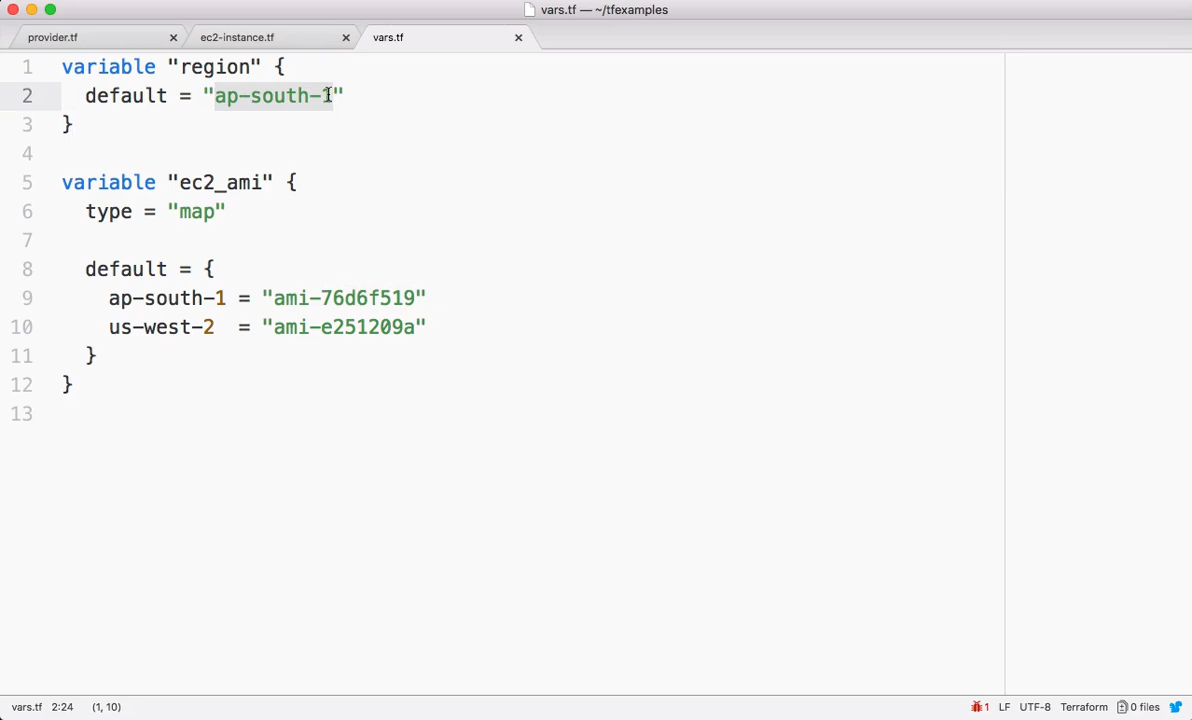 vars.tf — ~/tfexamples
provider.tf
ec2-instance.tf
vars.tf
1 variable "region" {
2 default = "ap-south-1"
3 }
4
5 variable "ec2_ami" {
6 type = "map"
7
8 default = {
9 ap-south-1 = "ami-76d6f519"
10 us-west-2 = "ami-e251209a"
11 }
12 }
13
vars.tf 2:24 (1, 10) 1 LF UTF-8 Terraform 0 files